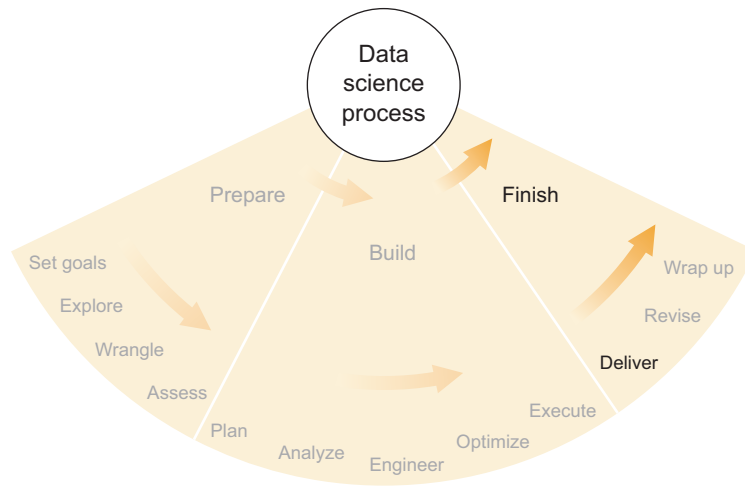 Data
science
process
Prepare
Finish
Build
Set goals
Explore
Wrangle
Assess
Plan
Analyze
Engineer
Optimize
Execute
Deliver
Revise
Wrap up